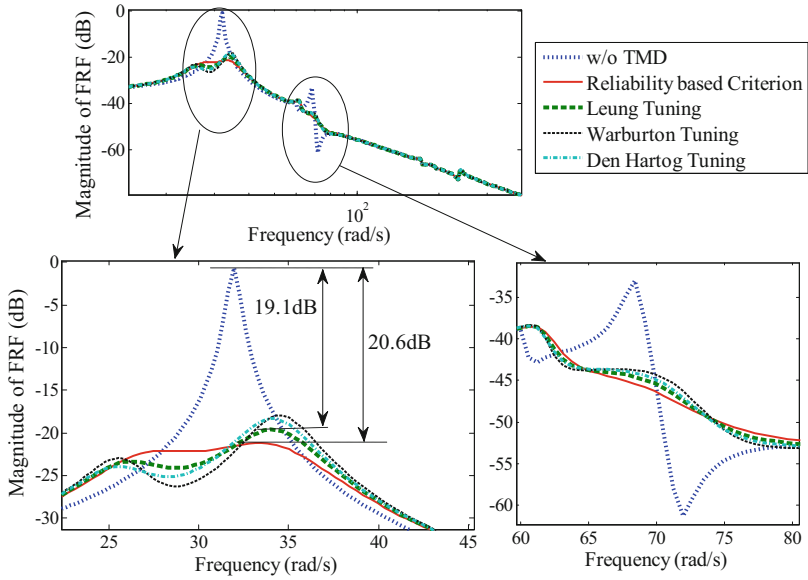 Magnitude of FRF (dB)
0
-20
-40
-60
10²
Frequency (rad/s)
w/o TMD
Reliability based Criterion
Leung Tuning
Warburton Tuning
Den Hartog Tuning
Magnitude of FRF (dB)
0
-5
-10
-15
-20
-25
-30
19.1dB
20.6dB
25
30
35
40
45
Frequency (rad/s)
-35
-40
-45
-50
-55
-60
60
65
70
75
80
Frequency (rad/s)